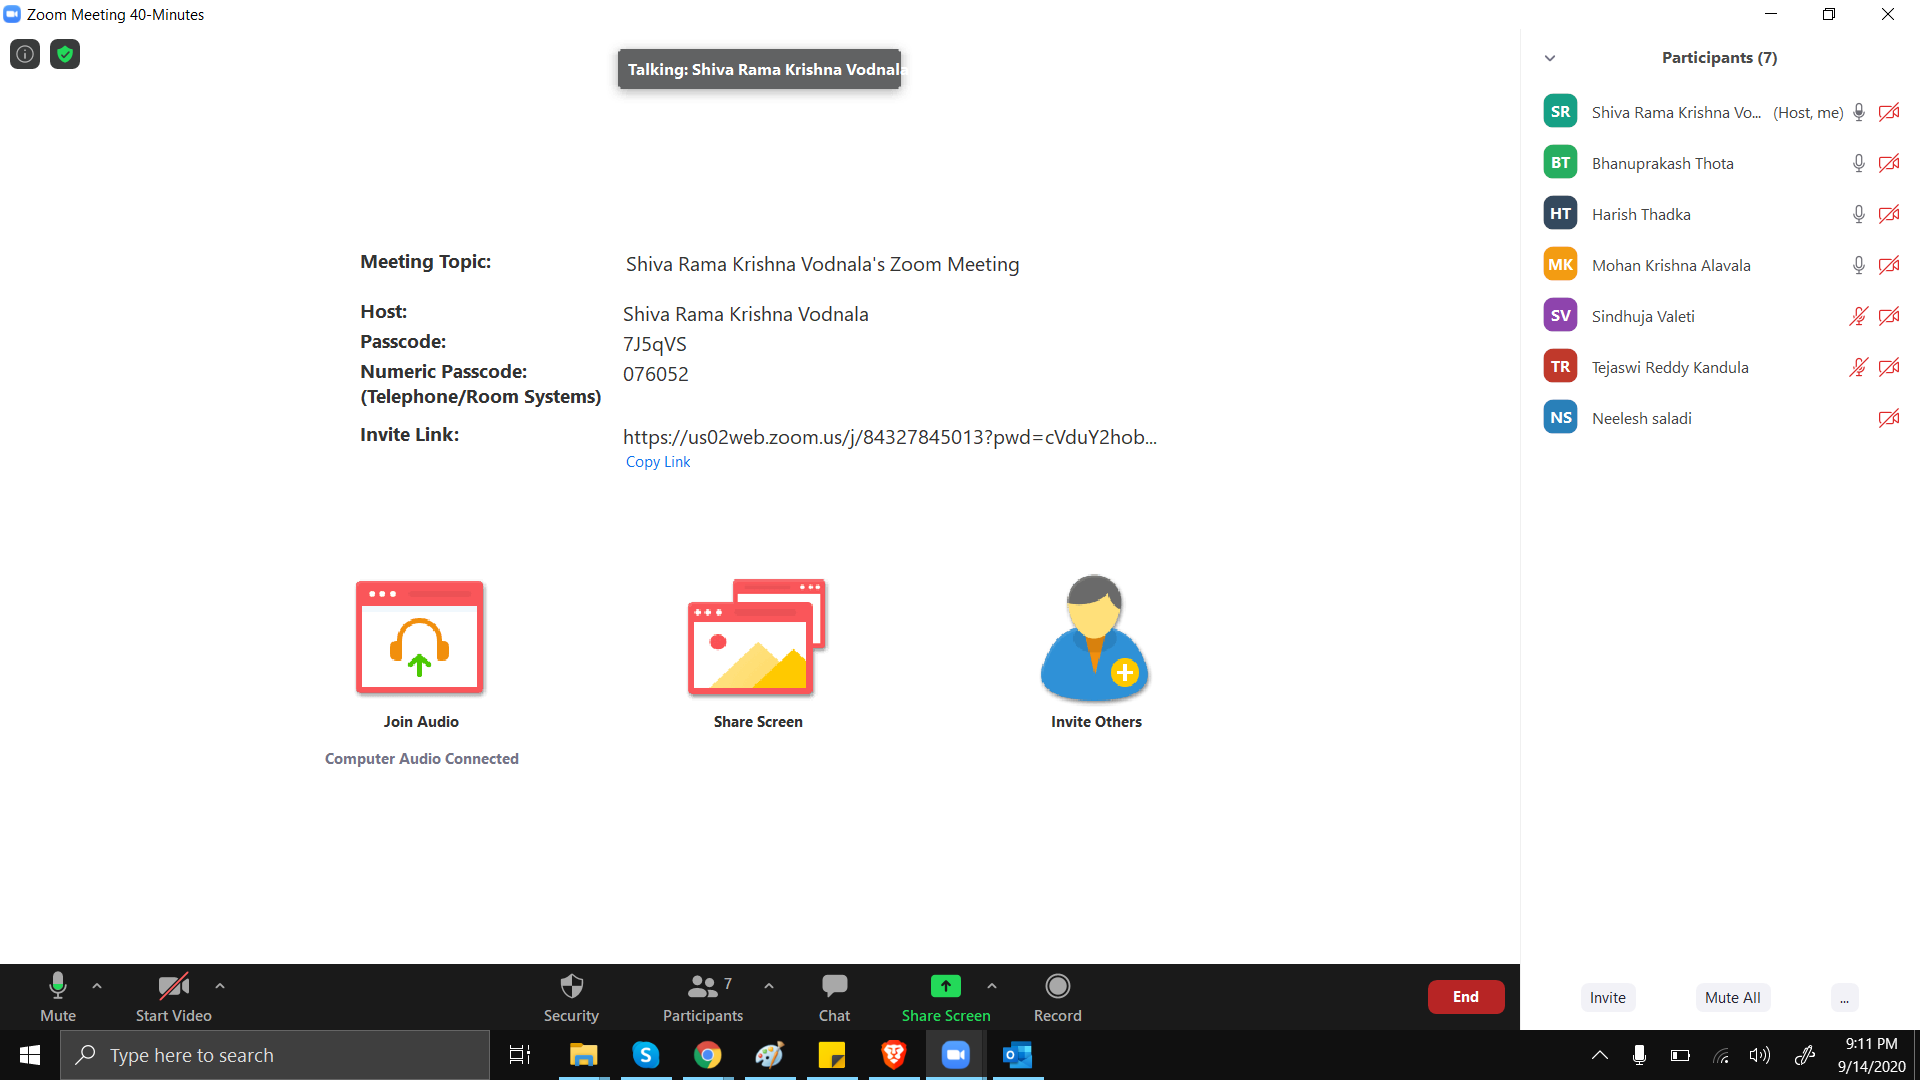 Zoom Meeting 40-Minutes
Talking: Shiva Rama Krishna Vodnala
Participants (7)
SR Shiva Rama Krishna Vo... (Host, me)
BT Bhanuprakash Thota
HT Harish Thadka
MK Mohan Krishna Alavala
SV Sindhuja Valeti
TR Tejaswi Reddy Kandula
NS Neelesh saladi
Meeting Topic: Shiva Rama Krishna Vodnala's Zoom Meeting
Host: Shiva Rama Krishna Vodnala
Passcode: 7J5qVS
Numeric Passcode: 076052
(Telephone/Room Systems)
Invite Link: https://us02web.zoom.us/j/84327845013?pwd=cVduY2hob...
Copy Link
Join Audio Share Screen Invite Others
Computer Audio Connected
7
Mute Start Video Security Participants Chat Share Screen Record End
Invite Mute All ...
Type here to search
S
9:11 PM
9/14/2020